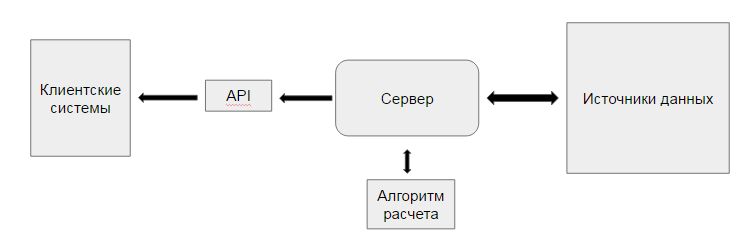 Клиентские
системы
API
Сервер
Источники данных
Алгоритм
расчета